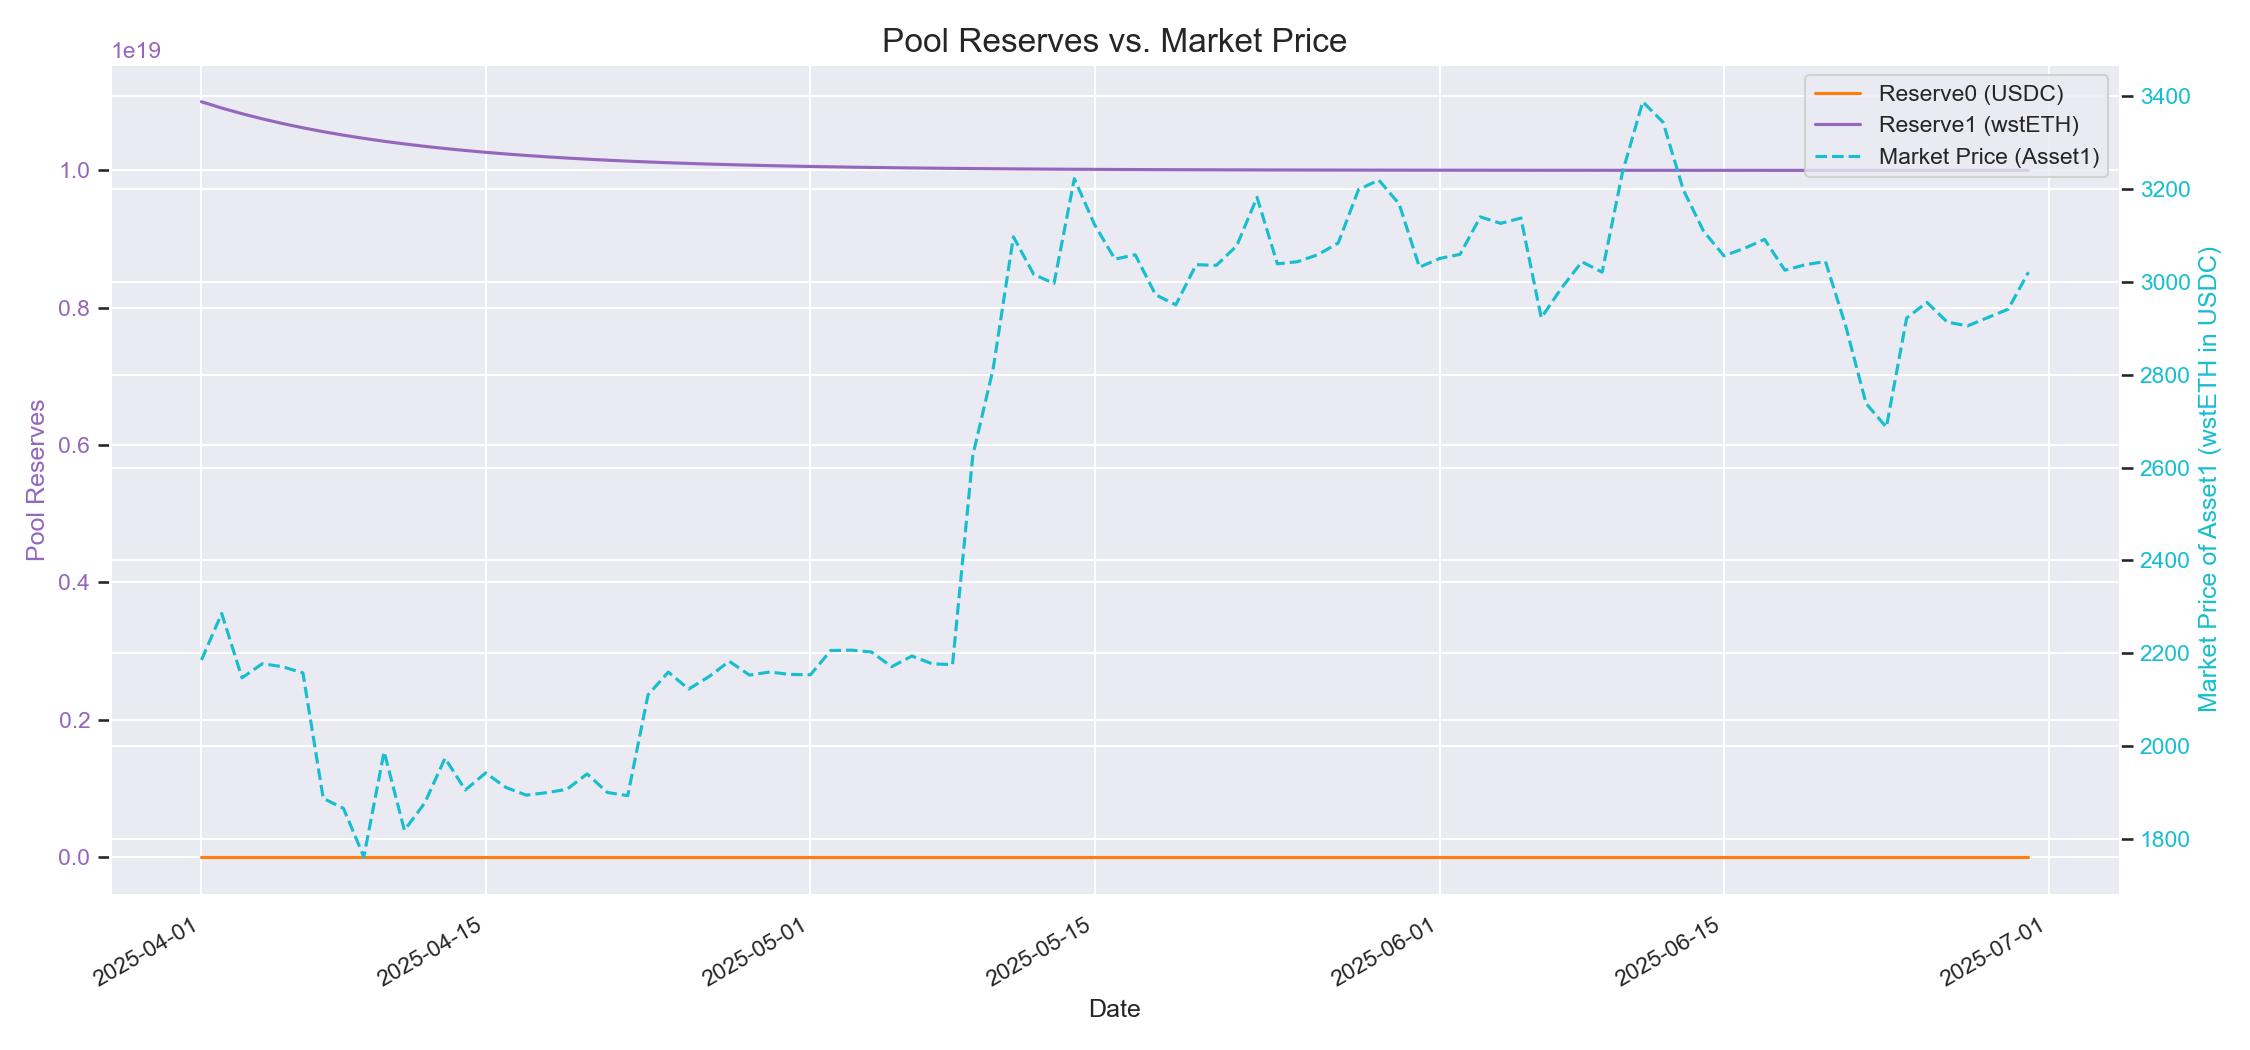 Pool Reserves vs. Market Price
1e19
1.0
0.8
0.6
0.4
0.2
0.0
Pool Reserves
Reserve0 (USDC)
Reserve1 (wstETH)
Market Price (Asset1)
3400
3200
3000
2800
2600
2400
2200
2000
1800
Market Price of Asset1 (wstETH in USDC)
2025-04-01
2025-04-15
2025-05-01
2025-05-15
2025-06-01
2025-06-15
2025-07-01
Date